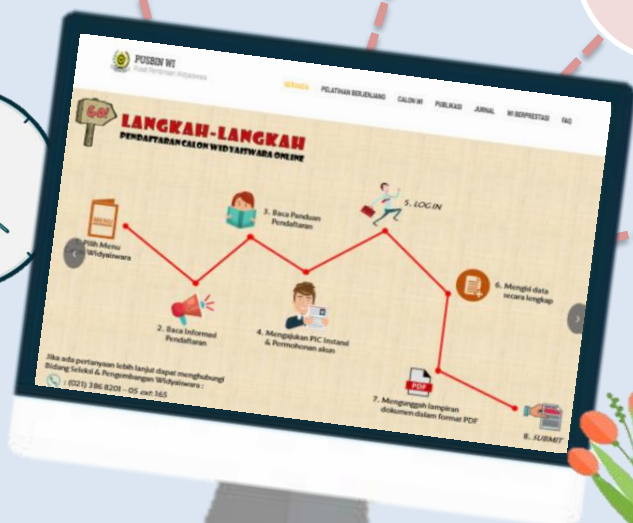 PUSBIN WI
Pusat Pembinaan Widyaiswara
BERANDA PELATIHAN BERJENJANG CALON WI PUBLIKASI JURNAL WI BERPRESTASI FAQ
GO!
LANGKAH-LANGKAH
PENDAFTARAN CALON WIDYAISWARA ONLINE
MENU
1. Pilih Menu
Widyaiswara
2. Baca Informasi
Pendaftaran
3. Baca Panduan
Pendaftaran
4. Mengajukan PIC Instansi
& Permohonan akun
5. LOG IN
6. Mengisi data
secara lengkap
PDF
7. Mengunggah lampiran
dokumen dalam format PDF
8. SUBMIT
Jika ada pertanyaan lebih lanjut dapat menghubungi
Bidang Seleksi & Pengembangan Widyaiswara :
: (021) 386 8201 – 05 ext: 165